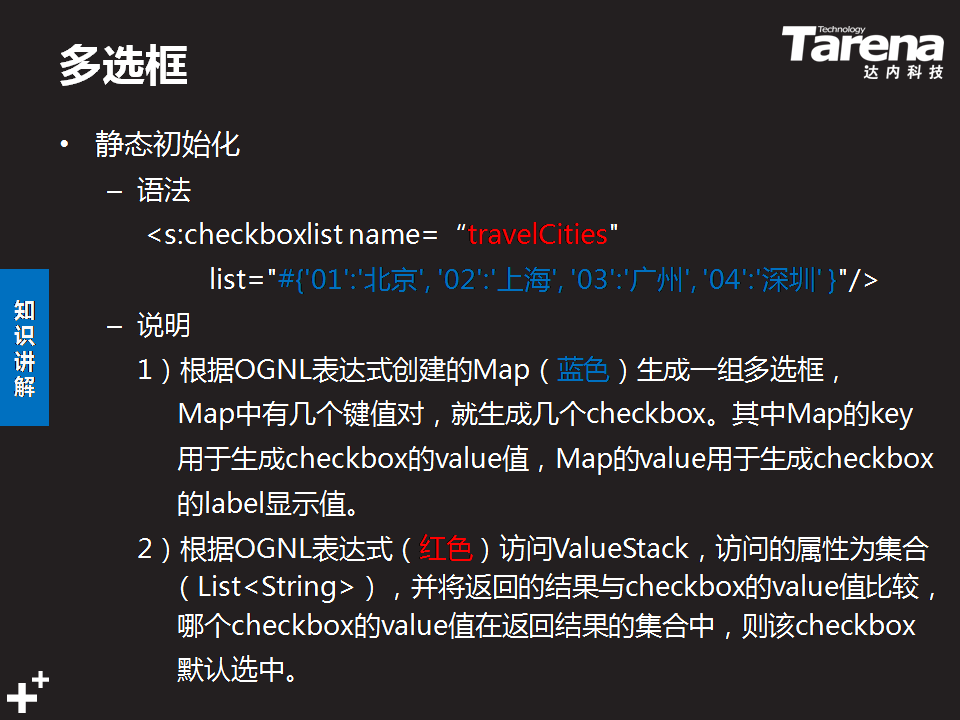 多选框
Technology
Tarena
达内科技
• 静态初始化
– 语法
<s:checkboxlist name=“travelCities"
list="#{'01':'北京', '02':'上海', '03':'广州', '04':'深圳' }"/>
– 说明
1）根据OGNL表达式创建的Map（蓝色）生成一组多选框，
Map中有几个键值对，就生成几个checkbox。其中Map的key
用于生成checkbox的value值，Map的value用于生成checkbox
的label显示值。
2）根据OGNL表达式（红色）访问ValueStack，访问的属性为集合
（List<String>），并将返回的结果与checkbox的value值比较，
哪个checkbox的value值在返回结果的集合中，则该checkbox
默认选中。
知识讲解